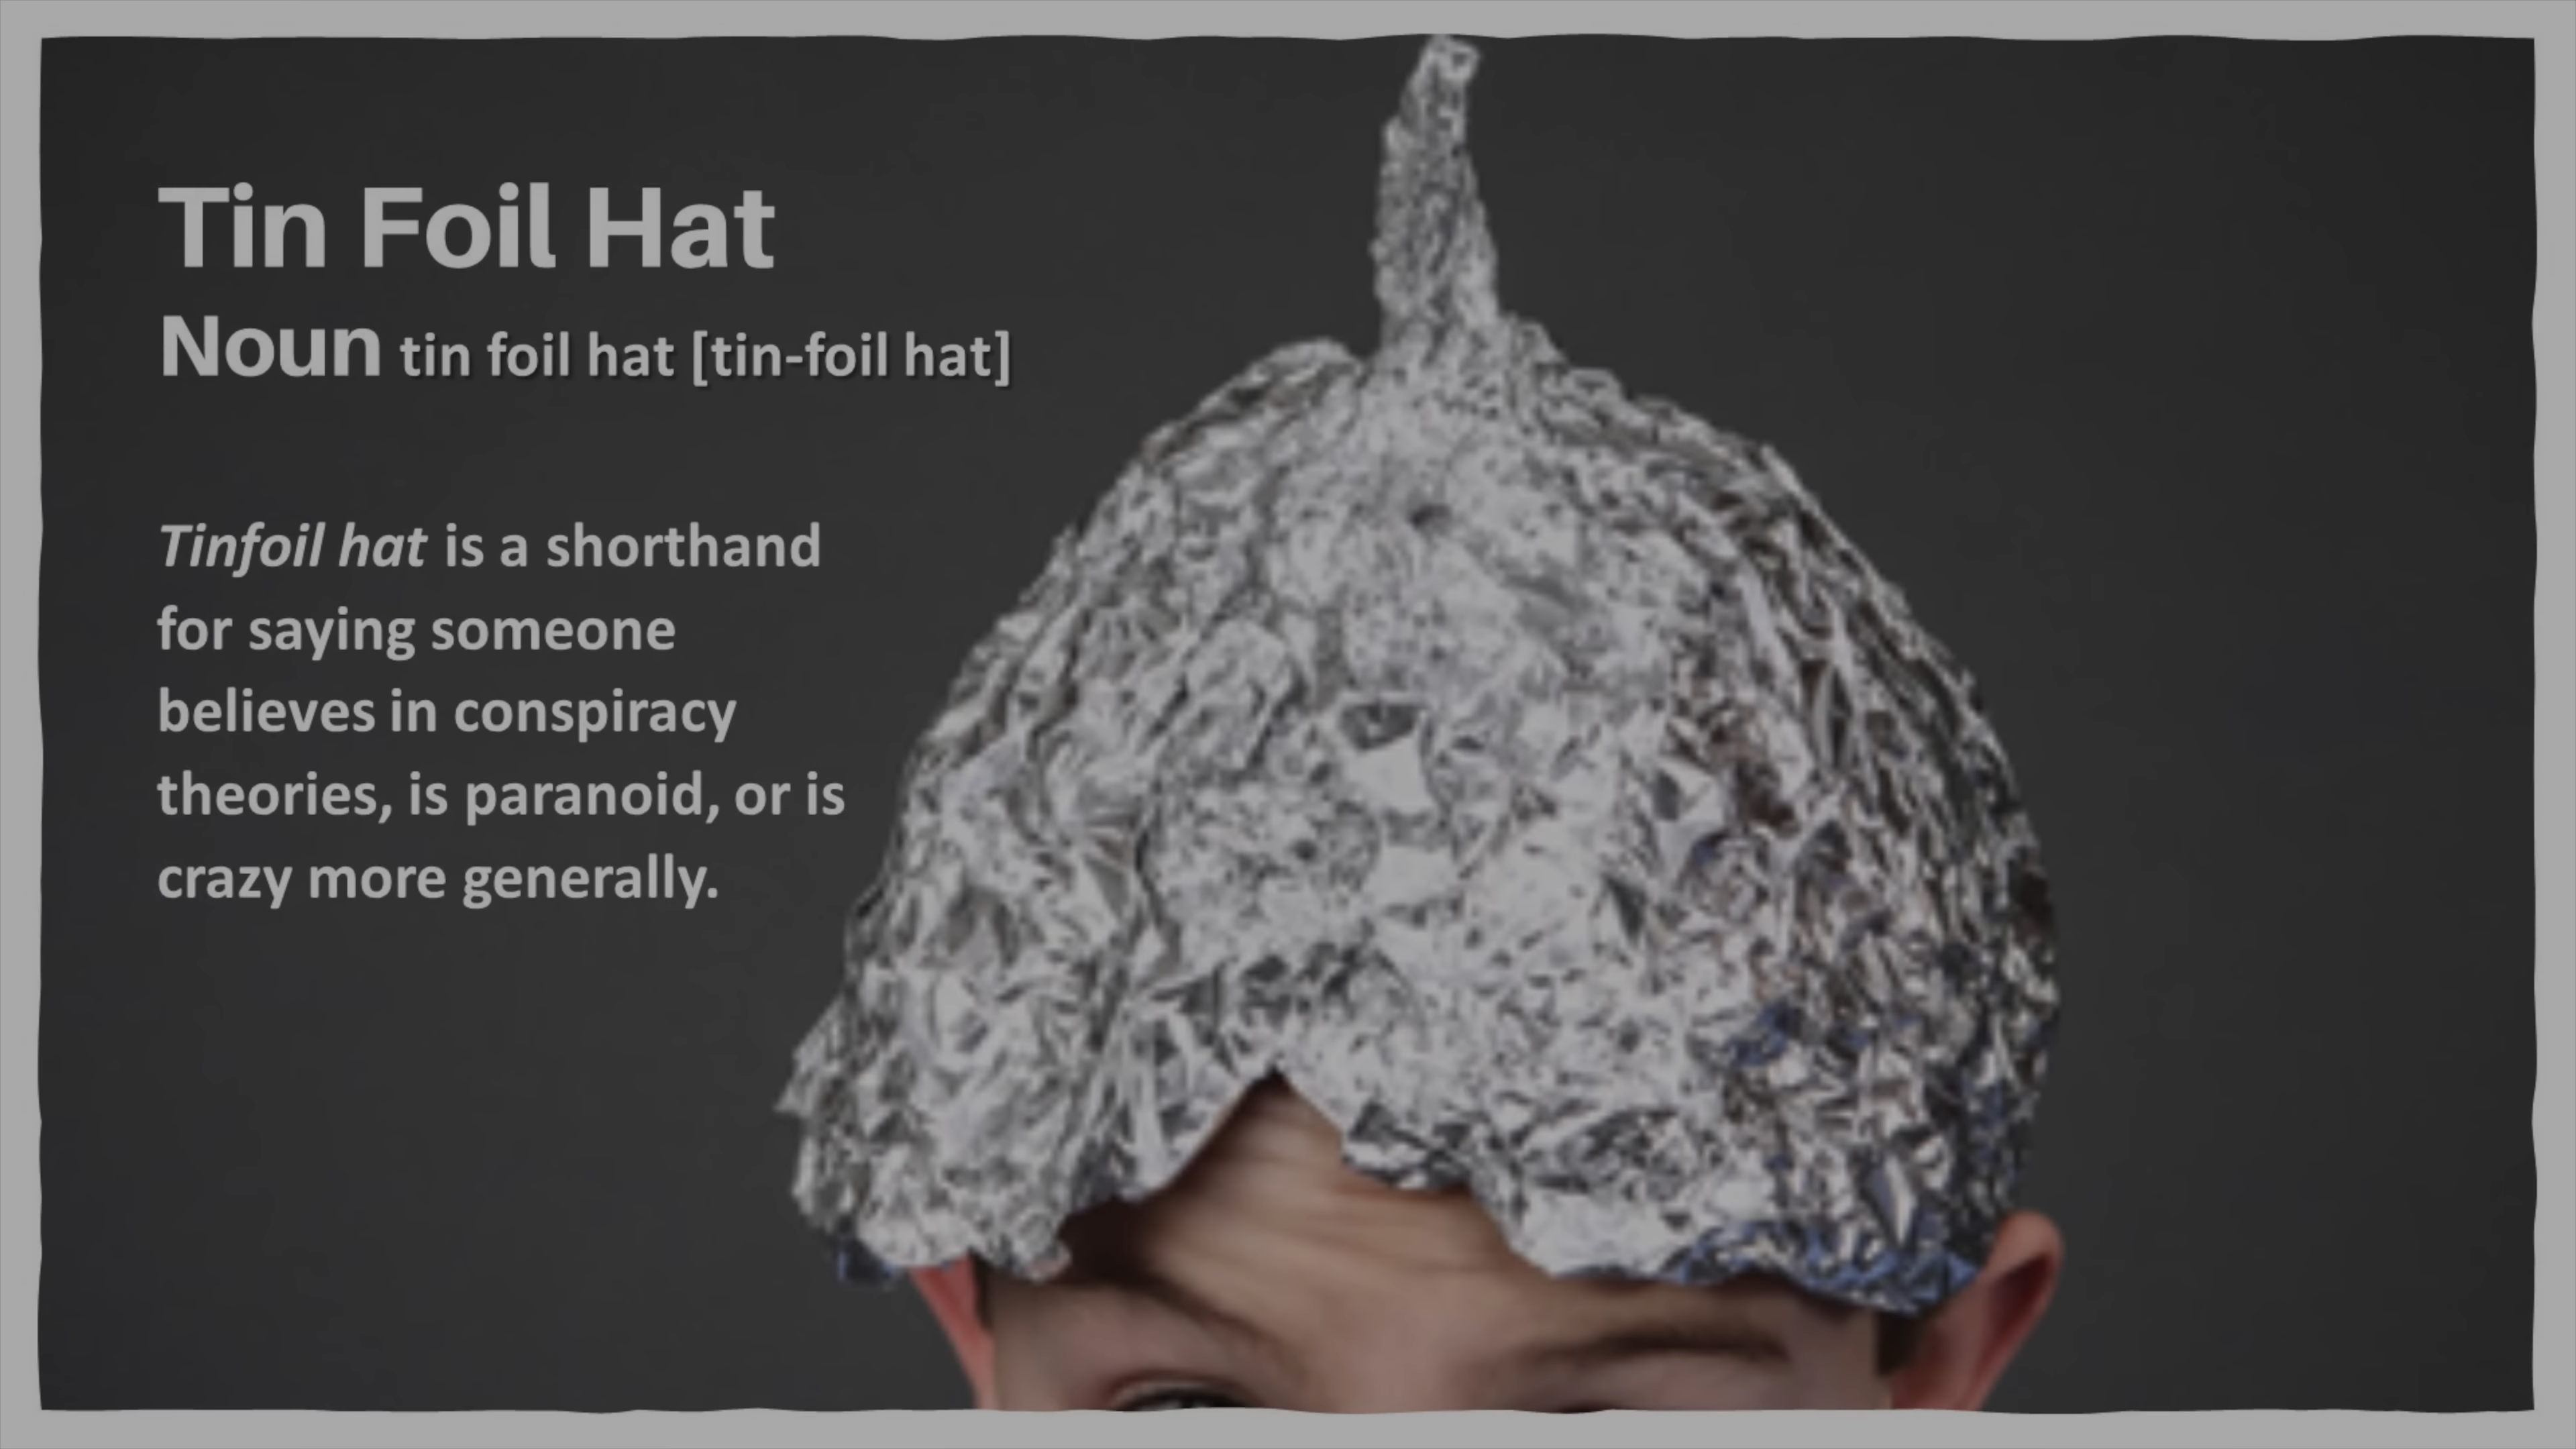 Tin Foil Hat
Noun tin foil hat [tin-foil hat]
Tinfoil hat is a shorthand
for saying someone
believes in conspiracy
theories, is paranoid, or is
crazy more generally.